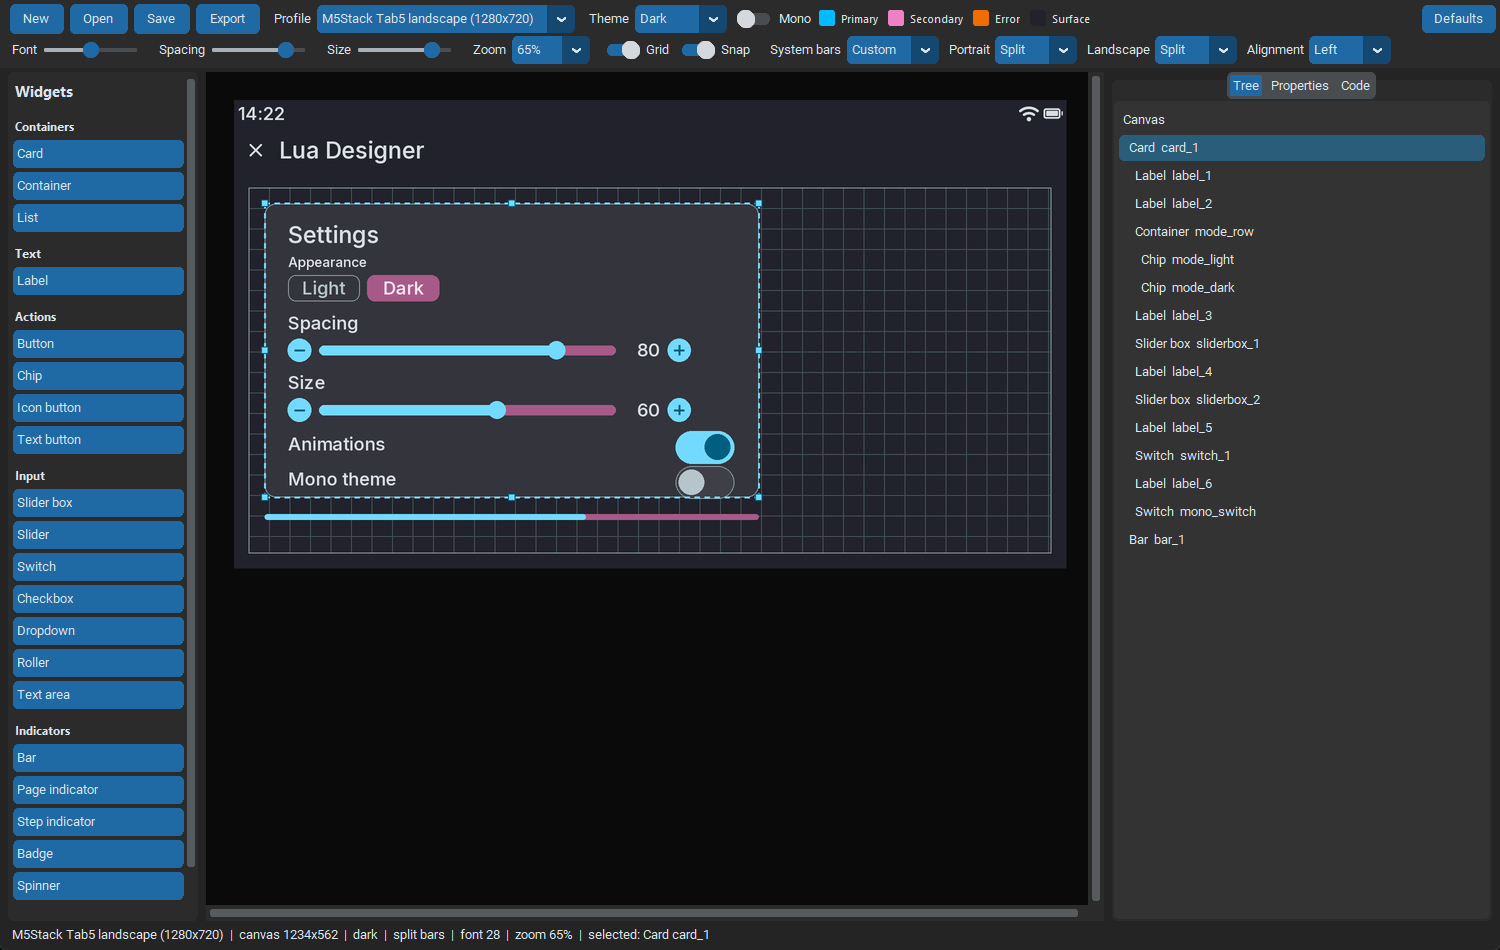 New Open Save Export Profile M5Stack Tab5 landscape (1280x720) Theme Dark Mono Primary Secondary Error Surface Defaults
Font Spacing Size Zoom 65% Grid Snap System bars Custom Portrait Split Landscape Split Alignment Left
Widgets
Containers
Card
Container
List
Text
Label
Actions
Button
Chip
Icon button
Text button
Input
Slider box
Slider
Switch
Checkbox
Dropdown
Roller
Text area
Indicators
Bar
Page indicator
Step indicator
Badge
Spinner
14:22
Lua Designer
Settings
Appearance
Light Dark
Spacing
80
Size
60
Animations
Mono theme
Tree Properties Code
Canvas
Card card_1
Label label_1
Label label_2
Container mode_row
Chip mode_light
Chip mode_dark
Label label_3
Slider box sliderbox_1
Label label_4
Slider box sliderbox_2
Label label_5
Switch switch_1
Label label_6
Switch mono_switch
Bar bar_1
M5Stack Tab5 landscape (1280x720) | canvas 1234x562 | dark | split bars | font 28 | zoom 65% | selected: Card card_1